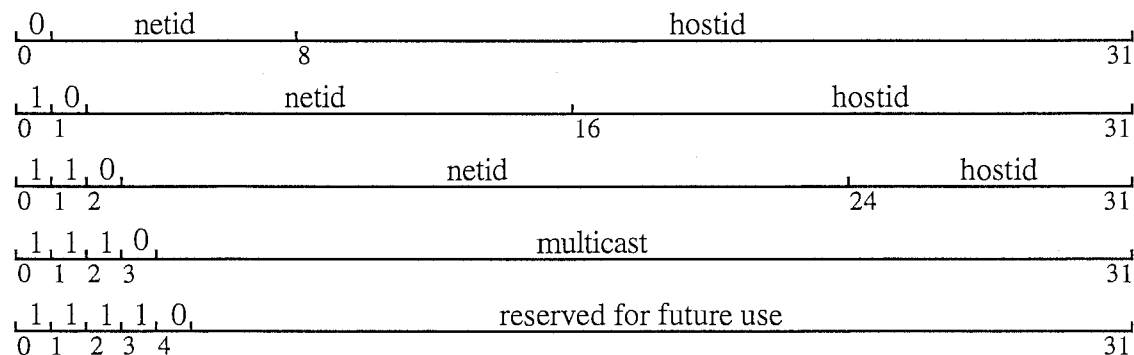 0 netid hostid
0 8 31
1 0 netid hostid
0 1 16 31
1 1 0 netid hostid
0 1 2 24 31
1 1 1 0 multicast
0 1 2 3 31
1 1 1 1 0 reserved for future use
0 1 2 3 4 31